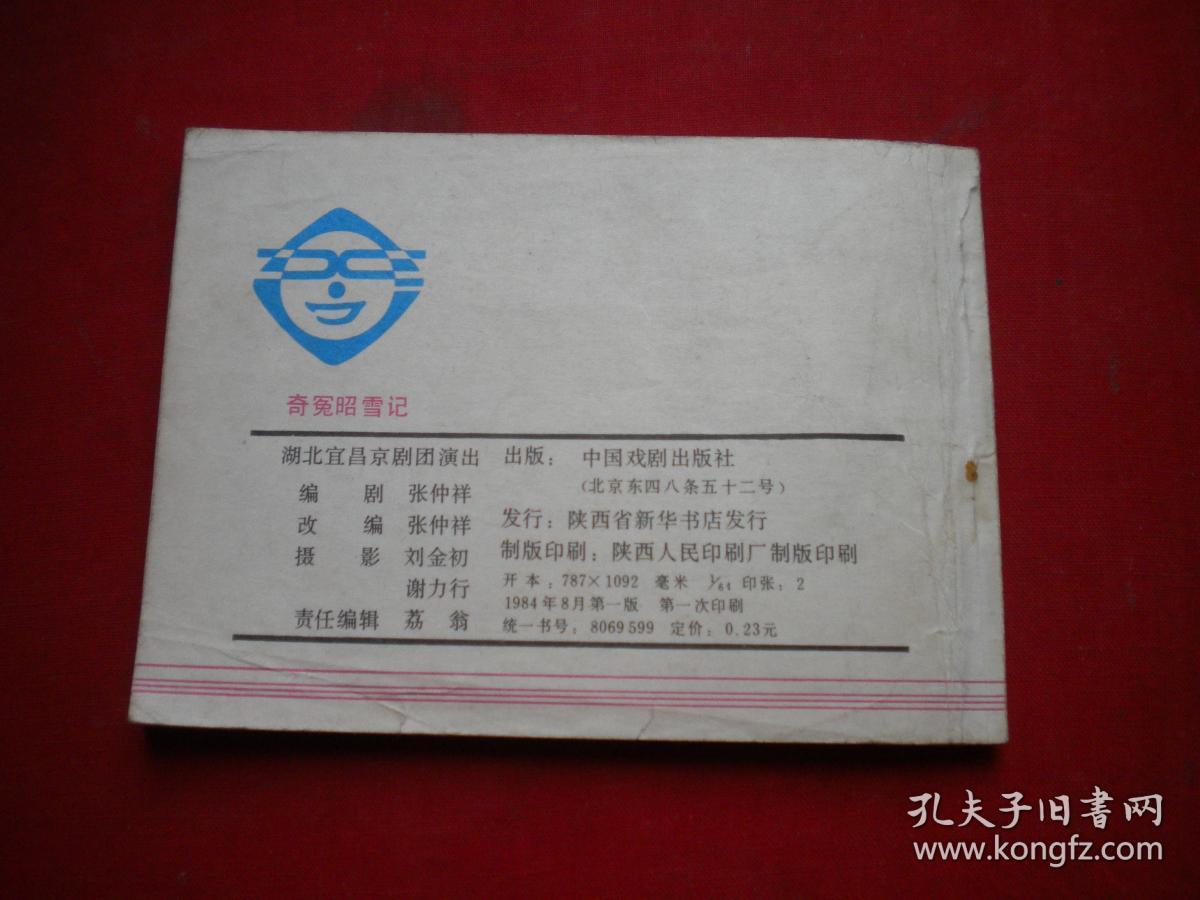 奇冤昭雪记
湖北宜昌京剧团演出
编 剧 张仲祥
改 编 张仲祥
摄 影 刘金初
谢力行
责任编辑 荔 翁
出版： 中国戏剧出版社
（北京东四八条五十二号）
发行：陕西省新华书店发行
制版印刷：陕西人民印刷厂制版印刷
开本：787×1092 毫米 1/64 印张：2
1984年8月第一版 第一次印刷
统一书号：8069599 定价：0.23元
孔夫子旧书网
www.kongfz.com